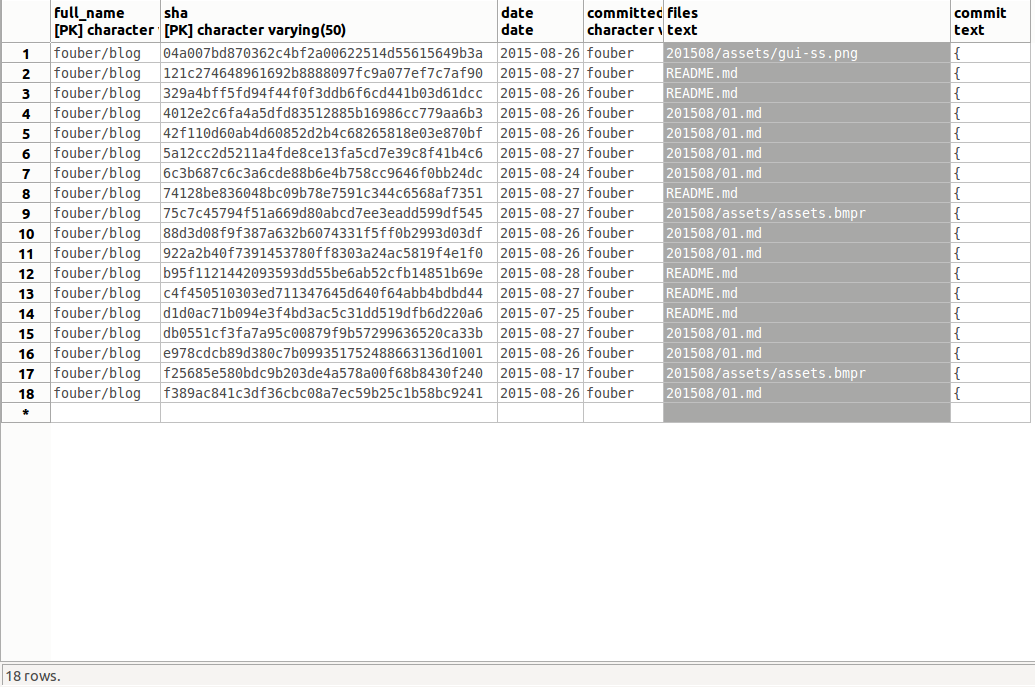 full_name sha date committed files commit
[PK] character [PK] character varying(50) date character text text
1 fouber/blog 04a007bd870362c4bf2a00622514d55615649b3a 2015-08-26 fouber 201508/assets/gui-ss.png {
2 fouber/blog 121c274648961692b8888097fc9a077ef7c7af90 2015-08-27 fouber README.md {
3 fouber/blog 329a4bff5fd94f44f0f3ddb6f6cd441b03d61dcc 2015-08-27 fouber README.md {
4 fouber/blog 4012e2c6fa4a5dfd83512885b16986cc779aa6b3 2015-08-26 fouber 201508/01.md {
5 fouber/blog 42f110d60ab4d60852d2b4c68265818e03e870bf 2015-08-26 fouber 201508/01.md {
6 fouber/blog 5a12cc2d5211a4fde8ce13fa5cd7e39c8f41b4c6 2015-08-27 fouber 201508/01.md {
7 fouber/blog 6c3b687c6c3a6cde88b6e4b758cc9646f0bb24dc 2015-08-24 fouber 201508/01.md {
8 fouber/blog 74128be836048bc09b78e7591c344c6568af7351 2015-08-27 fouber README.md {
9 fouber/blog 75c7c45794f51a669d80abcd7ee3eadd599df545 2015-08-27 fouber 201508/assets/assets.bmpr {
10 fouber/blog 88d3d08f9f387a632b6074331f5ff0b2993d03df 2015-08-26 fouber 201508/01.md {
11 fouber/blog 922a2b40f7391453780ff8303a24ac5819f4e1f0 2015-08-26 fouber 201508/01.md {
12 fouber/blog b95f1121442093593dd55be6ab52cfb14851b69e 2015-08-28 fouber README.md {
13 fouber/blog c4f450510303ed711347645d640f64abb4bdbd44 2015-08-27 fouber README.md {
14 fouber/blog d1d0ac71b094e3f4bd3ac5c31dd519dfb6d220a6 2015-07-25 fouber README.md {
15 fouber/blog db0551cf3fa7a95c00879f9b57299636520ca33b 2015-08-27 fouber 201508/01.md {
16 fouber/blog e978cdcb89d380c7b099351752488663136d1001 2015-08-26 fouber 201508/01.md {
17 fouber/blog f25685e580bdc9b203de4a578a00f68b8430f240 2015-08-17 fouber 201508/assets/assets.bmpr {
18 fouber/blog f389ac841c3df36cbc08a7ec59b25c1b58bc9241 2015-08-26 fouber 201508/01.md {
*
18 rows.